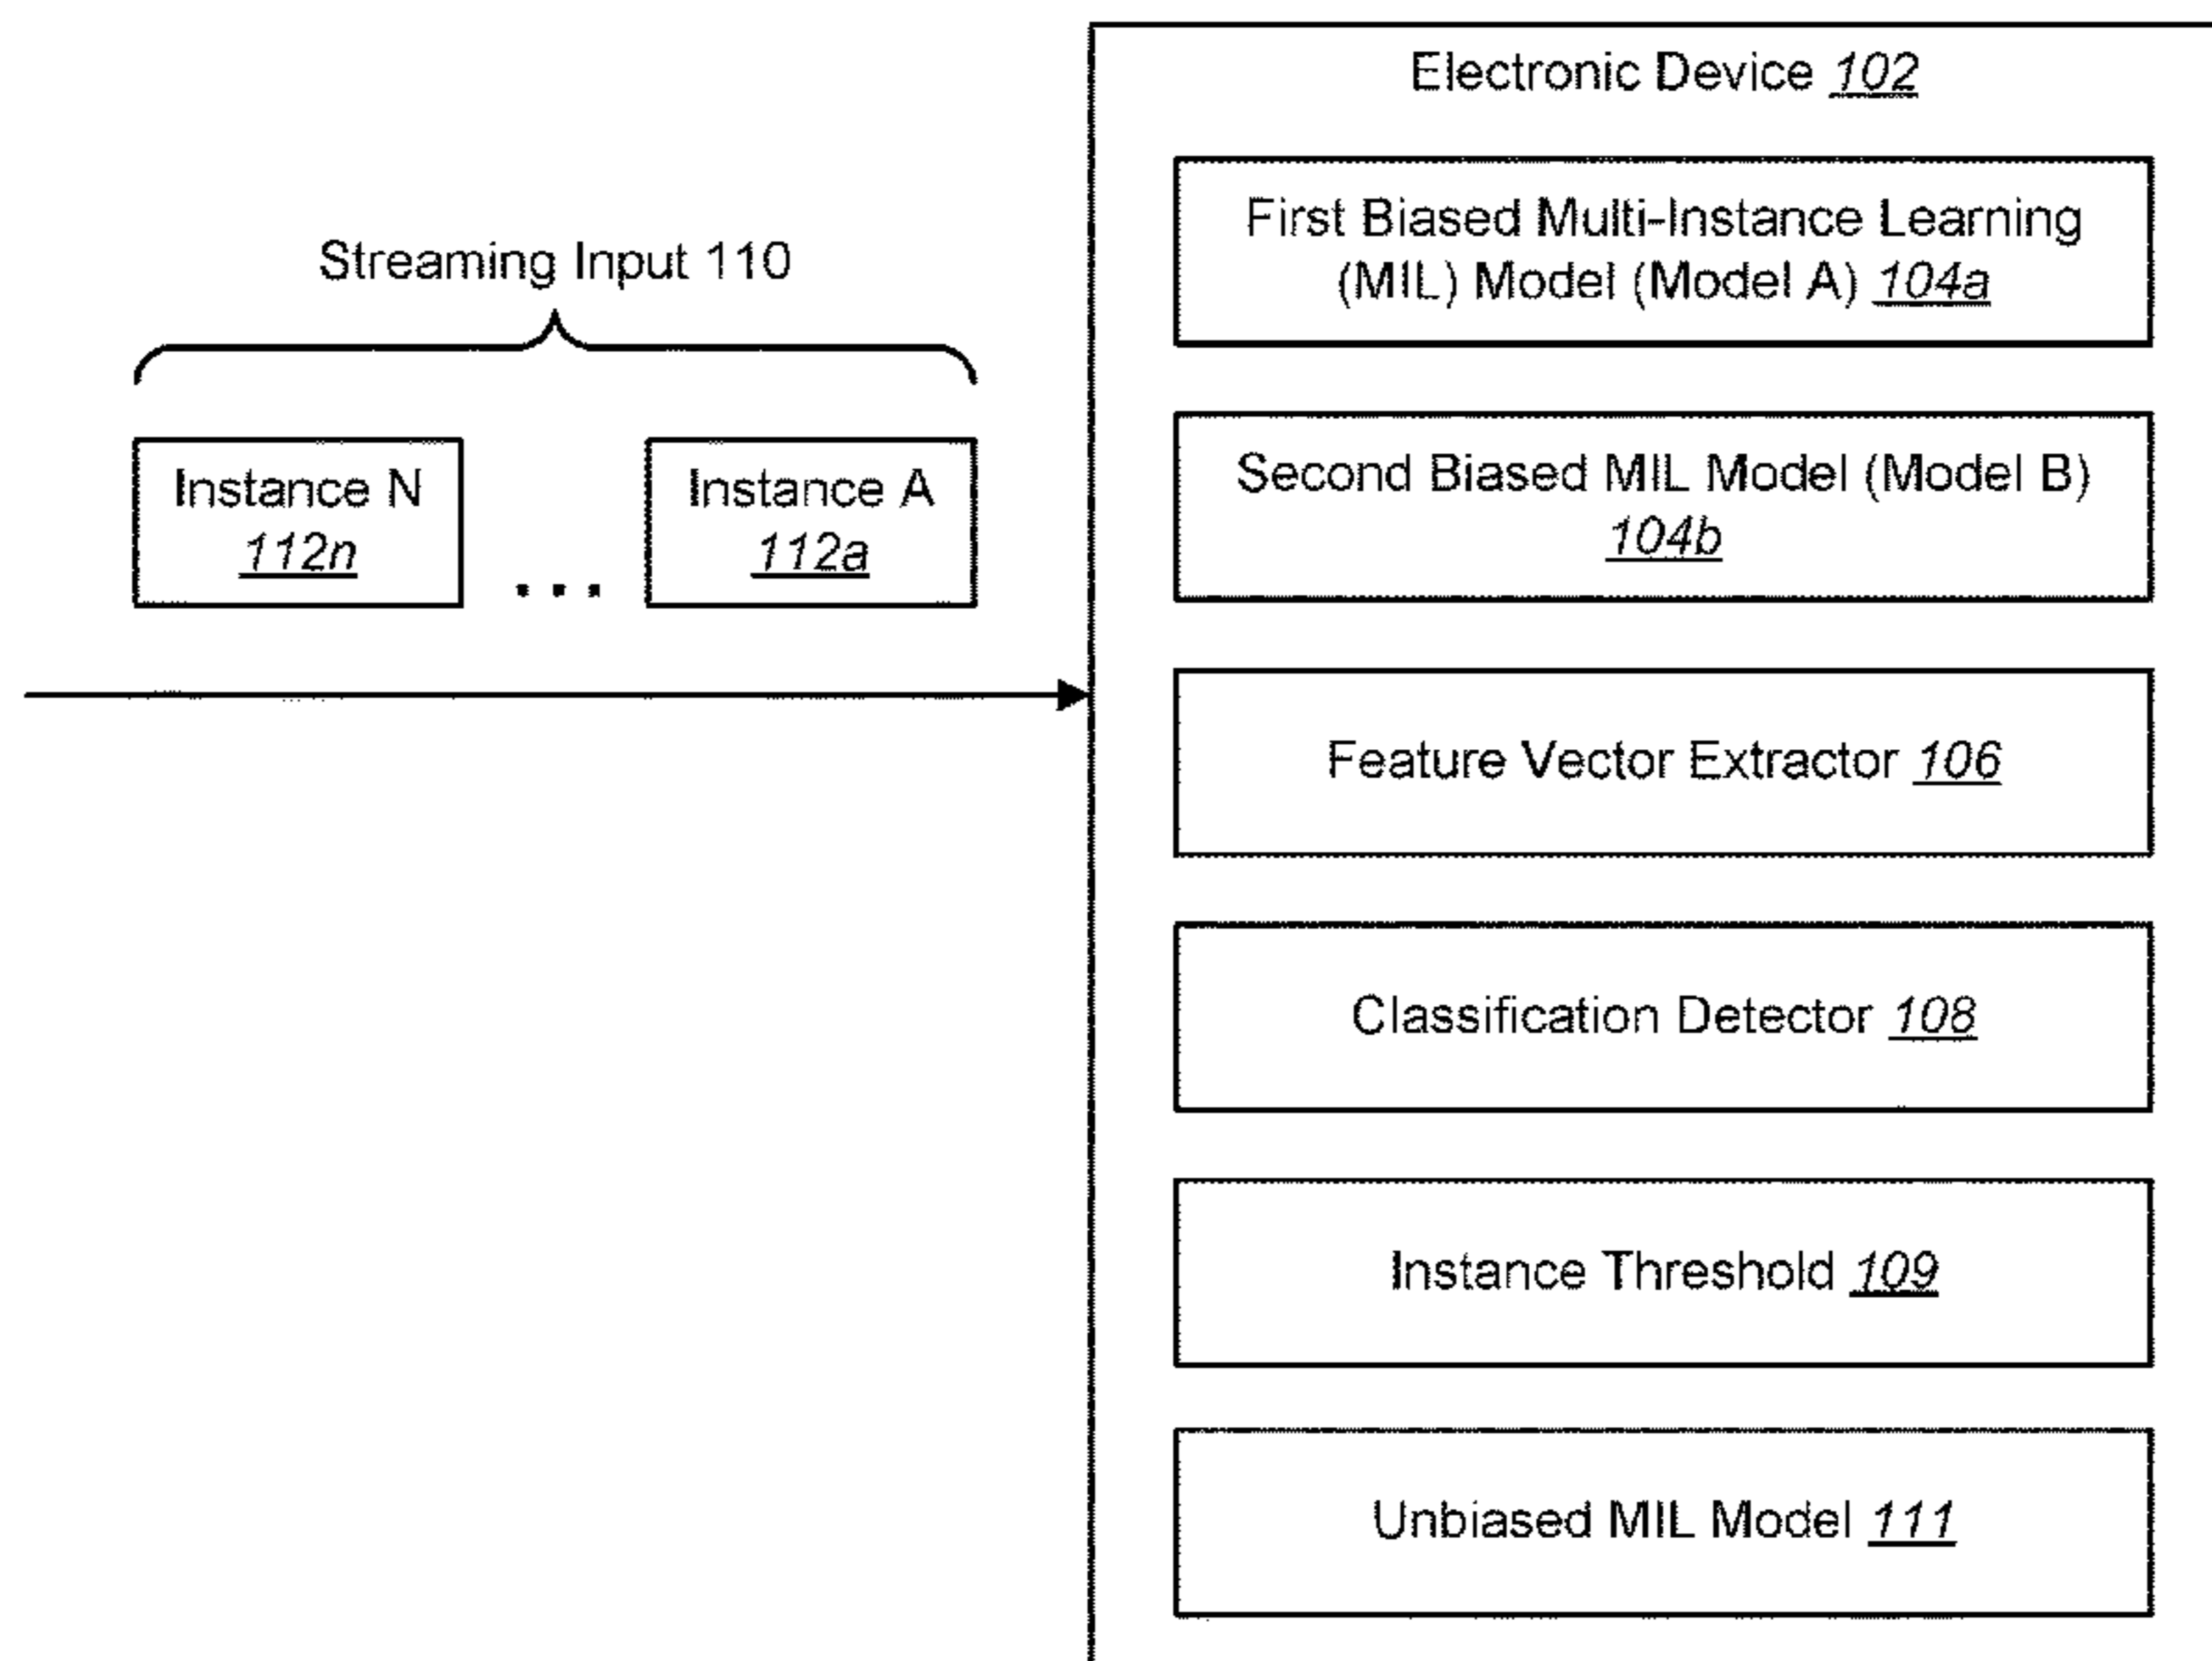 Electronic Device 102
First Biased Multi-Instance Learning
(MIL) Model (Model A) 104a
Streaming Input 110
Instance N
112n
...
Instance A
112a
Second Biased MIL Model (Model B)
104b
Feature Vector Extractor 106
Classification Detector 108
Instance Threshold 109
Unbiased MIL Model 111